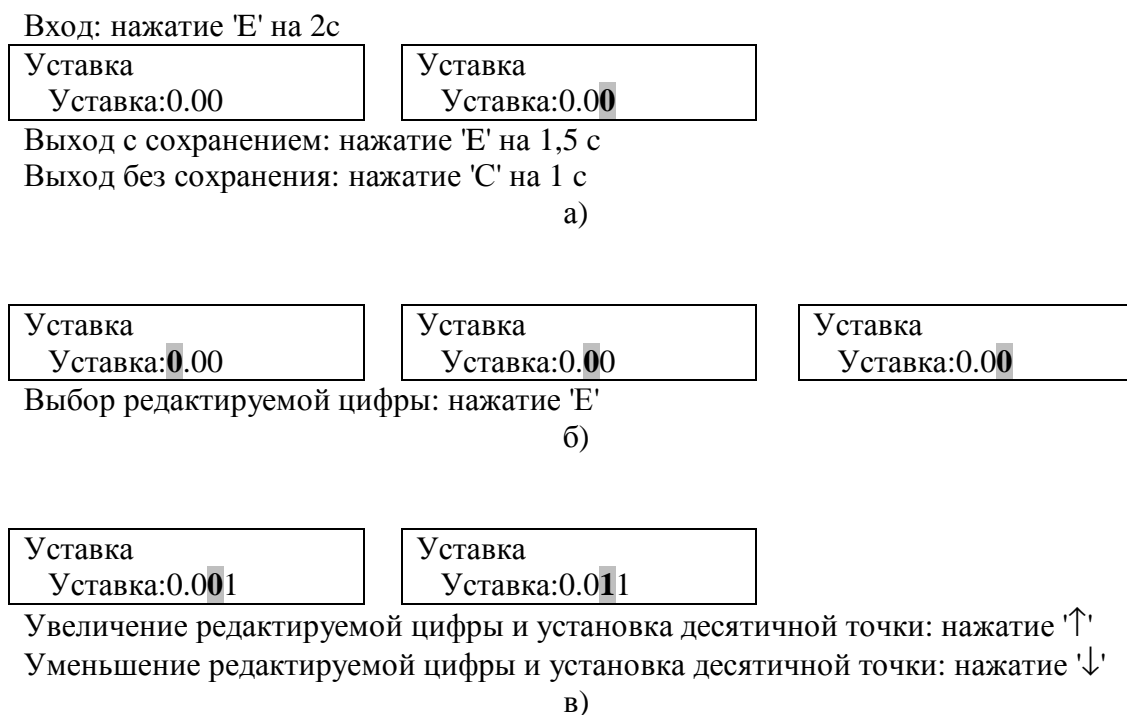 Вход: нажатие 'E' на 2с
Уставка Уставка
Уставка:0.00 Уставка:0.00
Выход с сохранением: нажатие 'E' на 1,5 с
Выход без сохранения: нажатие 'C' на 1 с
а)
Уставка Уставка Уставка
Уставка:0.00 Уставка:0.00 Уставка:0.00
Выбор редактируемой цифры: нажатие 'E'
б)
Уставка Уставка
Уставка:0.001 Уставка:0.011
Увеличение редактируемой цифры и установка десятичной точки: нажатие '↑'
Уменьшение редактируемой цифры и установка десятичной точки: нажатие '↓'
в)